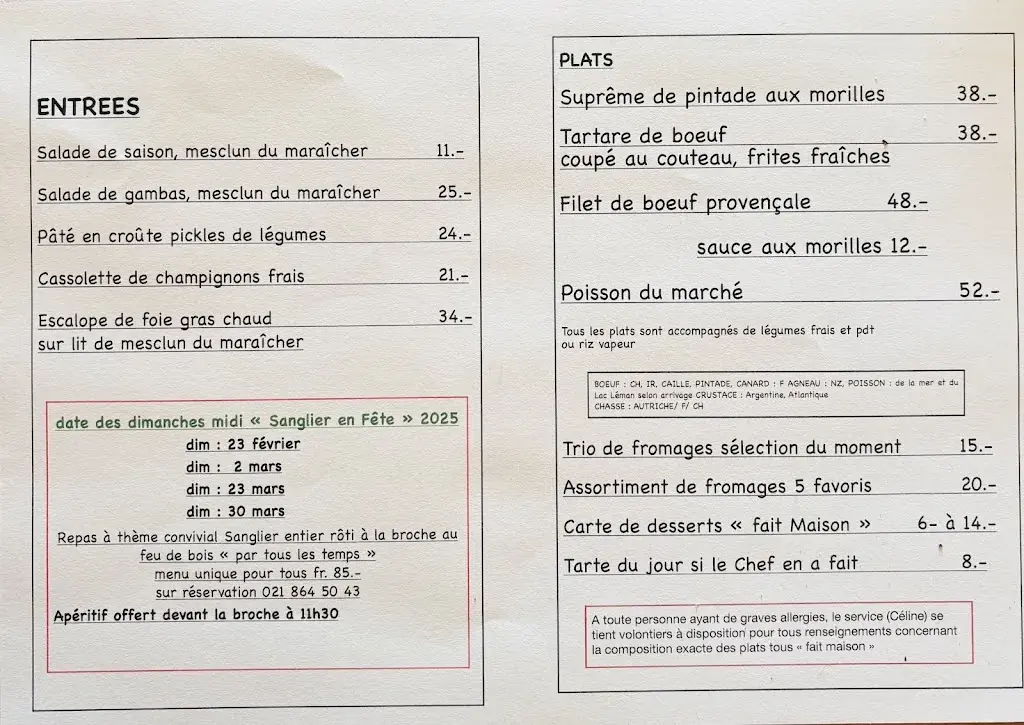 ENTREES
Salade de saison, mesclun du maraîcher 11.-
Salade de gambas, mesclun du maraîcher 25.-
Pâté en croûte pickles de légumes 24.-
Cassolette de champignons frais 21.-
Escalope de foie gras chaud 34.-
sur lit de mesclun du maraîcher
date des dimanches midi « Sanglier en Fête » 2025
dim : 23 février
dim : 2 mars
dim : 23 mars
dim : 30 mars
Repas à thème convivial Sanglier entier rôti à la broche au
feu de bois « par tous les temps »
menu unique pour tous fr. 85.-
sur réservation 021 864 50 43
Apéritif offert devant la broche à 11h30
PLATS
Suprême de pintade aux morilles 38.-
Tartare de boeuf 38.-
coupé au couteau, frites fraîches
Filet de boeuf provençale 48.-
sauce aux morilles 12.-
Poisson du marché 52.-
Tous les plats sont accompagnés de légumes frais et pdt
ou riz vapeur
BOEUF : CH, IR, CAILLE, PINTADE, CANARD : F AGNEAU : NZ, POISSON : de la mer et du
Lac Léman selon arrivage CRUSTACE : Argentine, Atlantique
CHASSE : AUTRICHE/ F/ CH
Trio de fromages sélection du moment 15.-
Assortiment de fromages 5 favoris 20.-
Carte de desserts « fait Maison » 6- à 14.-
Tarte du jour si le Chef en a fait 8.-
A toute personne ayant de graves allergies, le service (Céline) se
tient volontiers à disposition pour tous renseignements concernant
la composition exacte des plats tous « fait maison »